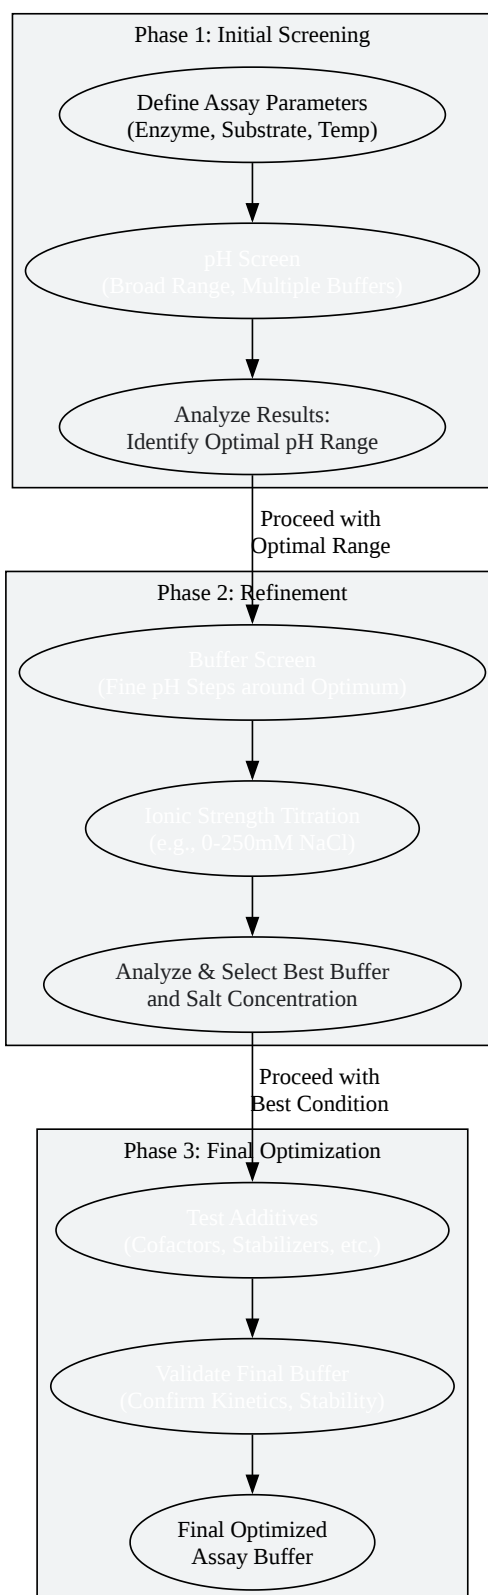 Phase 1: Initial Screening
Define Assay Parameters
(Enzyme, Substrate, Temp)
pH Screen
(Broad Range, Multiple Buffers)
Analyze Results:
Identify Optimal pH Range
Proceed with
Optimal Range
Phase 2: Refinement
Buffer Screen
(Fine pH Steps around Optimum)
Ionic Strength Titration
(e.g., 0-250mM NaCl)
Analyze & Select Best Buffer
and Salt Concentration
Proceed with
Best Condition
Phase 3: Final Optimization
Test Additives
(Cofactors, Stabilizers, etc.)
Validate Final Buffer
(Confirm Kinetics, Stability)
Final Optimized
Assay Buffer